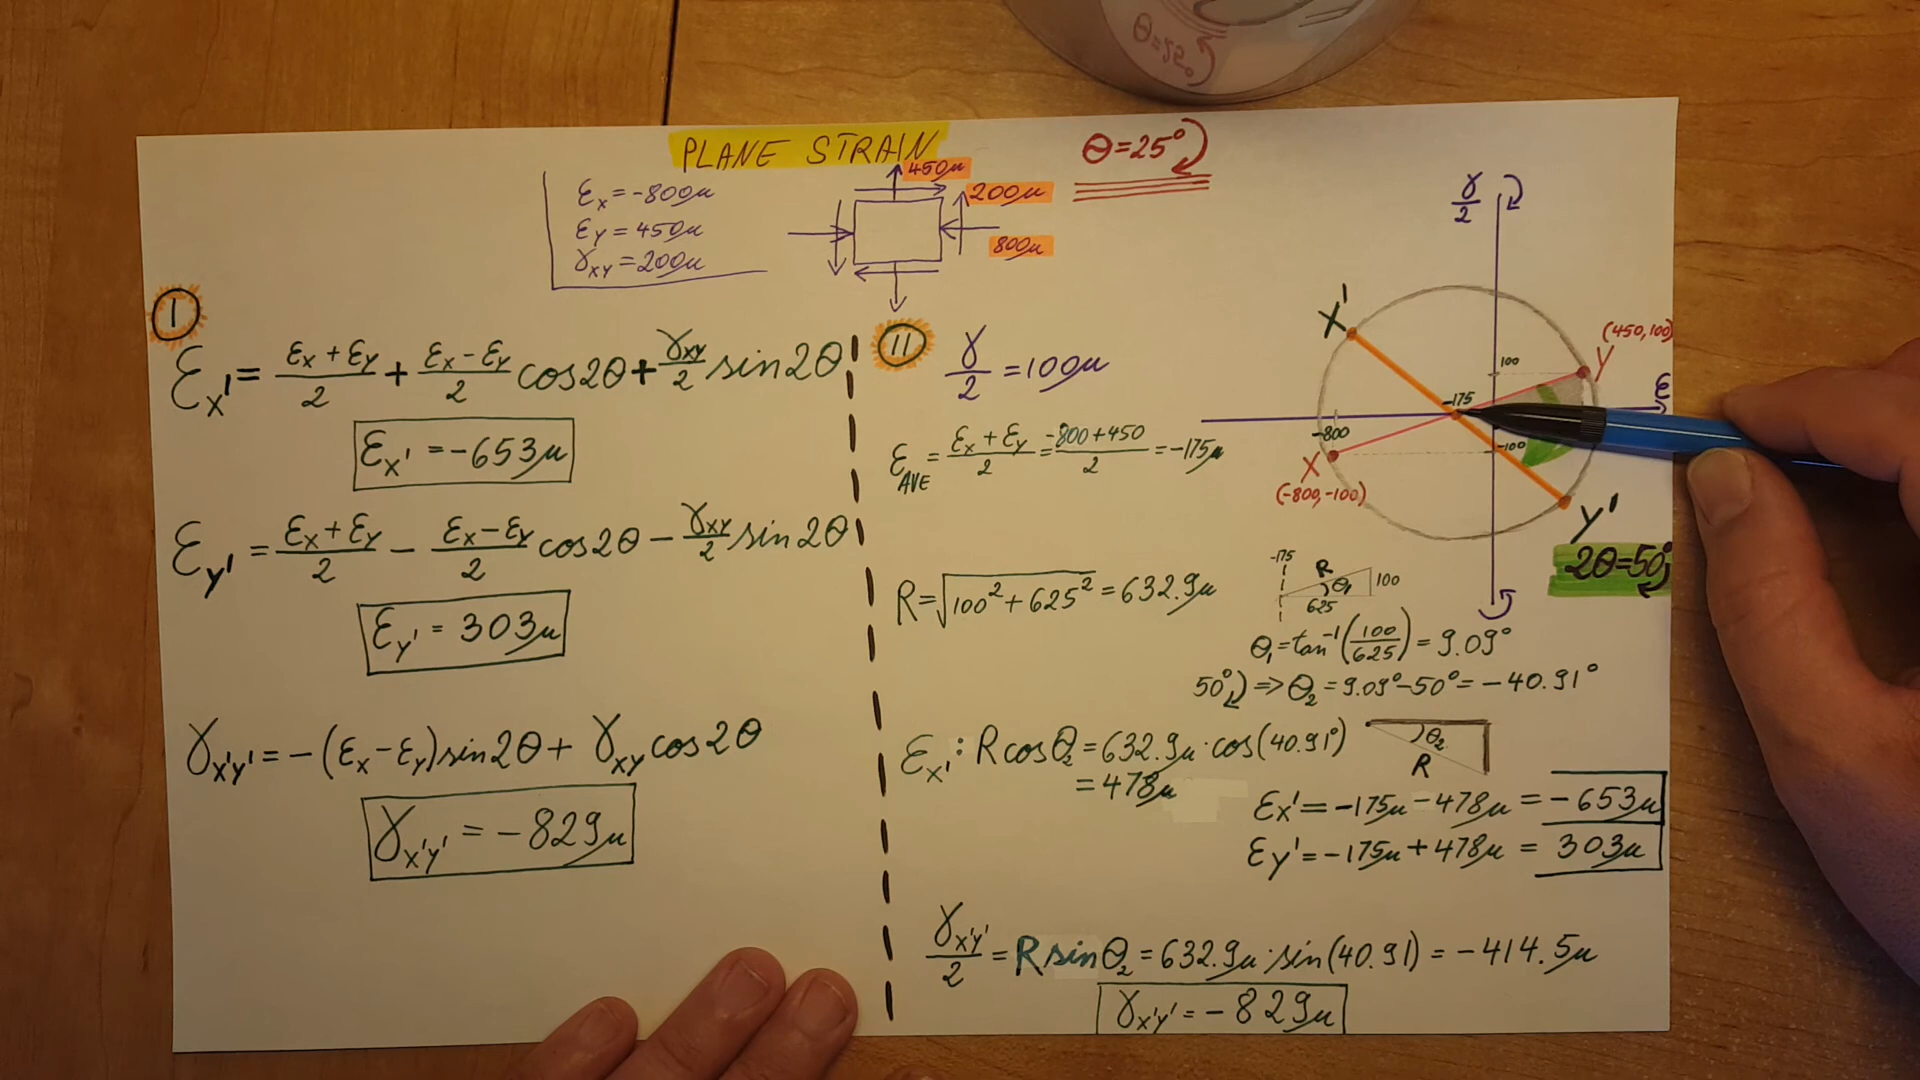 PLANE STRAIN
θ=25°
εx=-800μ
εy=450μ
γxy=200μ
450μ
200μ
800μ
I
εx' = (εx+εy)/2 + (εx-εy)/2 cos2θ + γxy/2 sin2θ
εx' = -653μ
εy' = (εx+εy)/2 - (εx-εy)/2 cos2θ - γxy/2 sin2θ
εy' = 303μ
γx'y' = -(εx-εy)sin2θ + γxy cos2θ
γx'y' = -829μ
II
γ/2 = 100μ
εAVE = (εx+εy)/2 = (-800+450)/2 = -175μ
R=√(100²+625²) = 632.9μ
γ/2
X'
(450,100)
Y
100
ε
-175
-800
-100
X
(-800,-100)
Y'
2θ=50°
-175
R
θ1
100
625
θ1=tan⁻¹(100/625) = 9.09°
50° ⇒ θ2 = 9.09°-50° = -40.91°
εx': Rcosθ2 = 632.9μ·cos(40.91°)
= 478μ
θ2
R
εx' = -175μ - 478μ = -653μ
εy' = -175μ + 478μ = 303μ
γx'y'/2 = R sinθ2 = 632.9μ·sin(40.91) = -414.5μ
γx'y' = -829μ